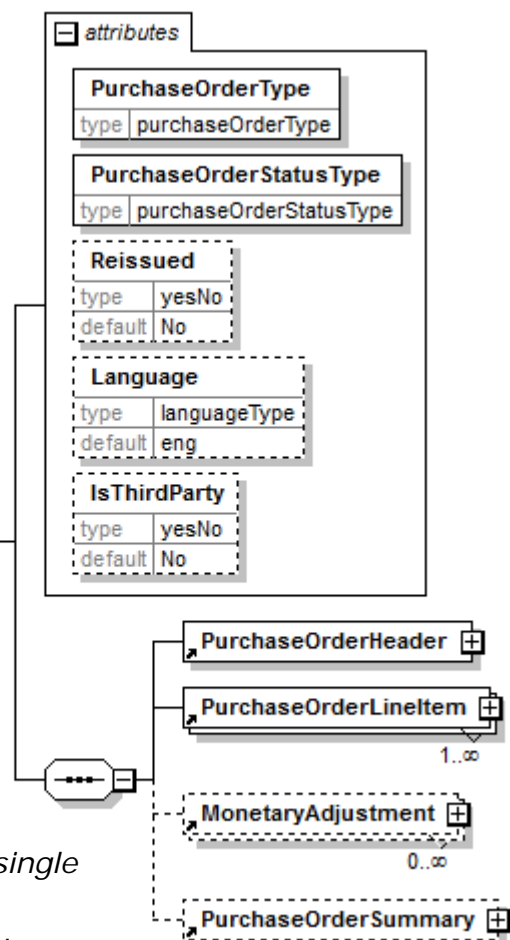 attributes
PurchaseOrderType
type purchaseOrderType
PurchaseOrderStatusType
type purchaseOrderStatusType
Reissued
type yesNo
default No
Language
type languageType
default eng
IsThirdParty
type yesNo
default No
PurchaseOrderHeader
PurchaseOrderLineItem
1..∞
MonetaryAdjustment
0..∞
single
PurchaseOrderSummary